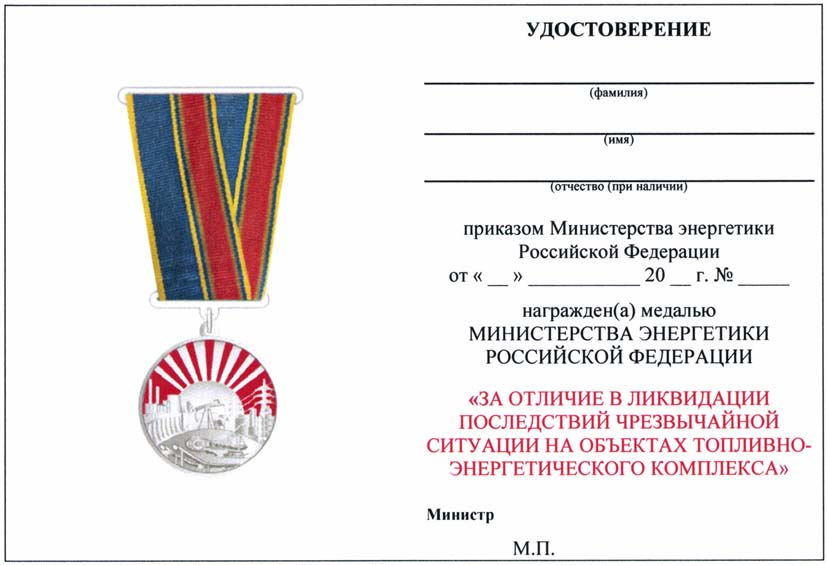 УДОСТОВЕРЕНИЕ
(фамилия)
(имя)
(отчество (при наличии)
приказом Министерства энергетики
Российской Федерации
от « __ » ___________ 20 __ г. № _____
награжден(а) медалью
МИНИСТЕРСТВА ЭНЕРГЕТИКИ
РОССИЙСКОЙ ФЕДЕРАЦИИ
«ЗА ОТЛИЧИЕ В ЛИКВИДАЦИИ
ПОСЛЕДСТВИЙ ЧРЕЗВЫЧАЙНОЙ
СИТУАЦИИ НА ОБЪЕКТАХ ТОПЛИВНО-
ЭНЕРГЕТИЧЕСКОГО КОМПЛЕКСА»
Министр
М.П.